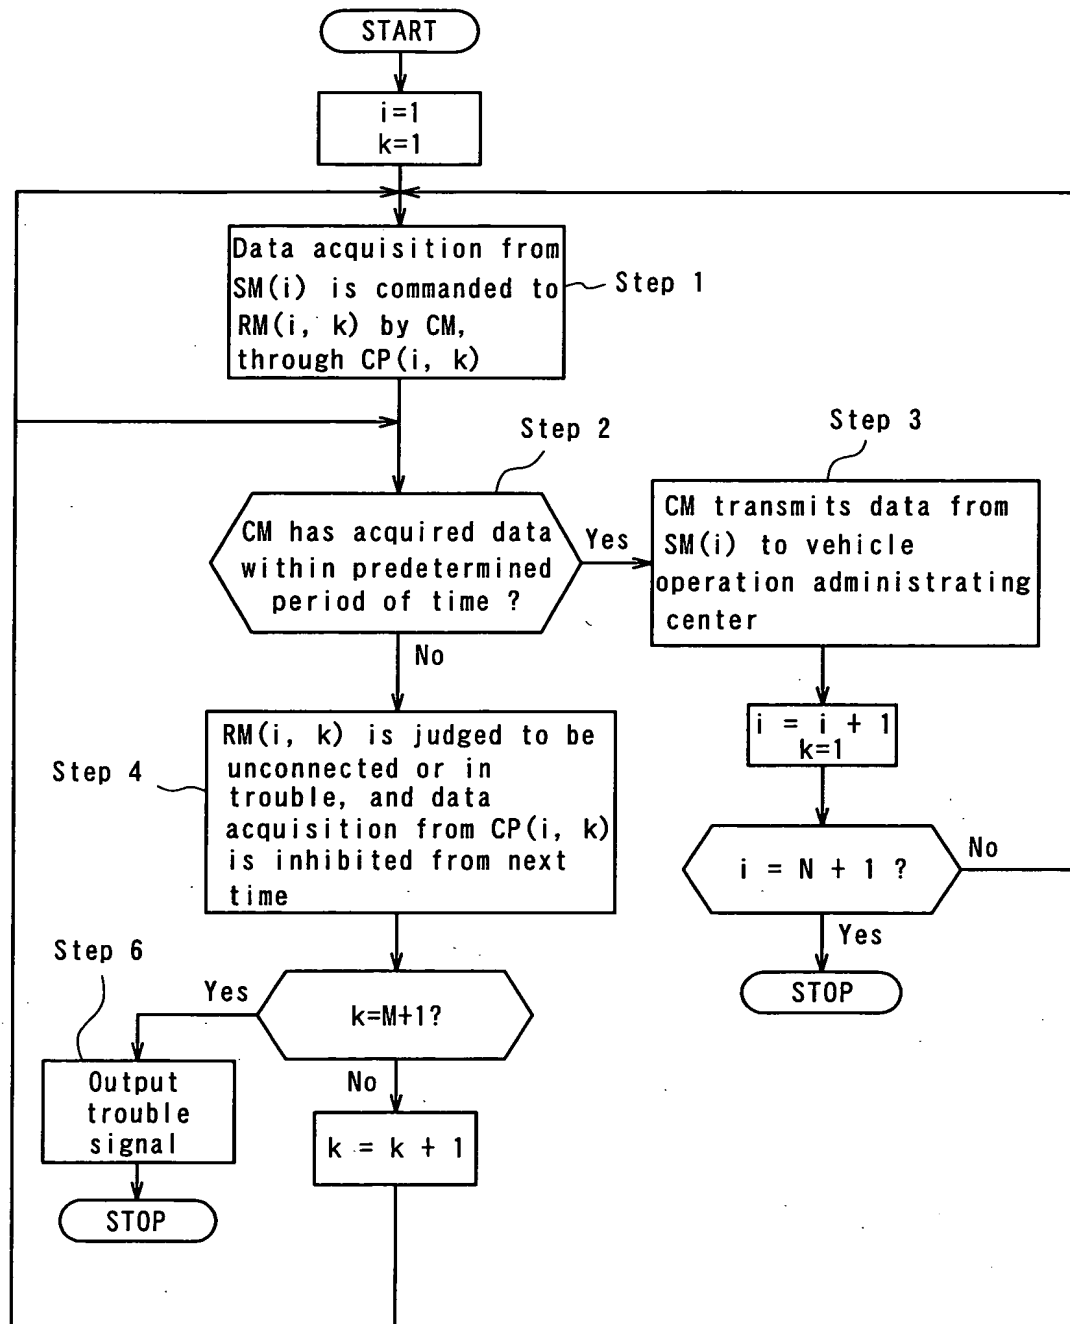 START
i=1
k=1
Data acquisition from
SM(i) is commanded to
RM(i, k) by CM,
through CP(i, k)
Step 1
Step 2
CM has acquired data
within predetermined
period of time ?
Yes
No
Step 3
CM transmits data from
SM(i) to vehicle
operation administrating
center
i = i + 1
k=1
i = N + 1 ?
No
Yes
STOP
Step 4
RM(i, k) is judged to be
unconnected or in
trouble, and data
acquisition from CP(i, k)
is inhibited from next
time
k=M+1?
Yes
No
Step 6
Output
trouble
signal
STOP
k = k + 1